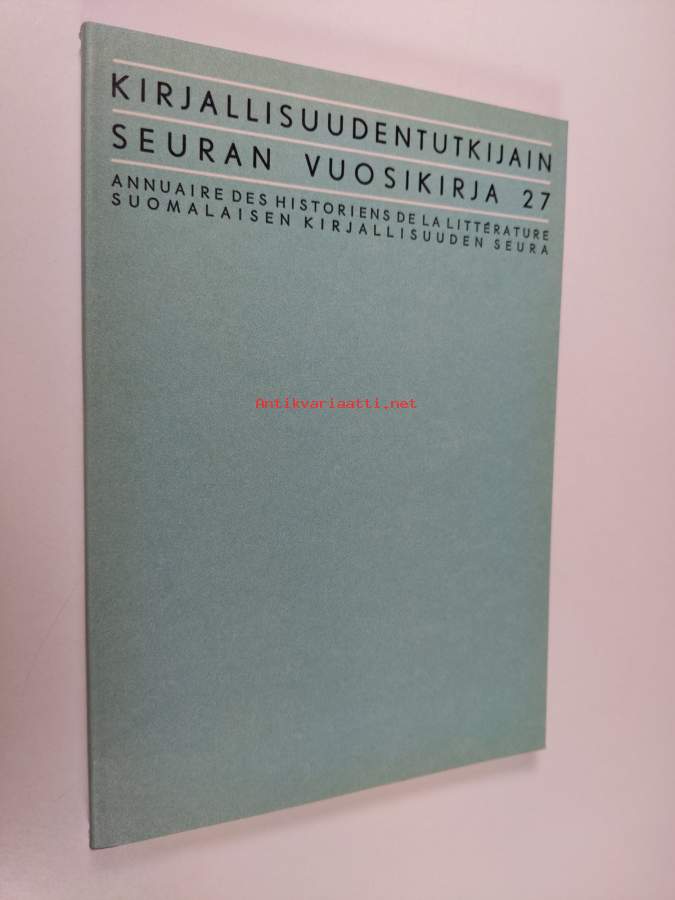 KIRJALLISUUDENTUTKIJAIN
SEURAN VUOSIKIRJA 27
ANNUAIRE DES HISTORIENS DE LA LITTÉRATURE
SUOMALAISEN KIRJALLISUUDEN SEURA
Antikvariaatti.net